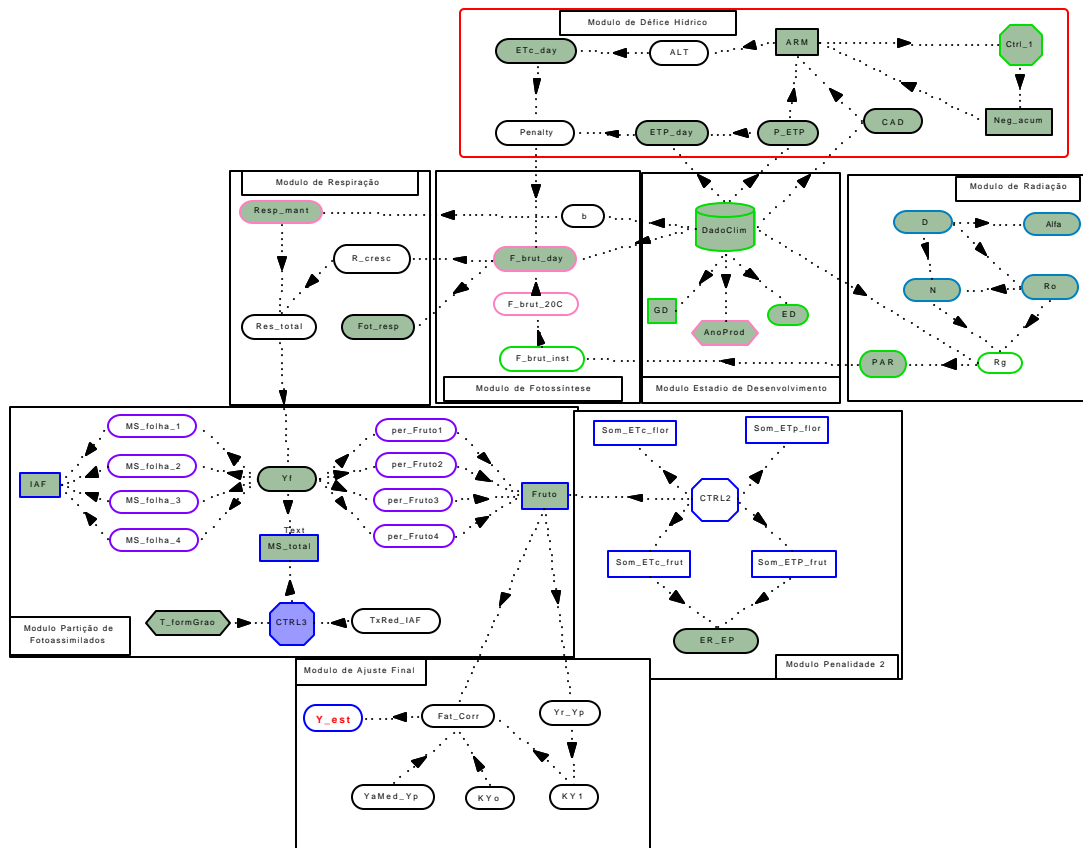 Modulo de Défice Hídrico
ETc_day
ALT
ARM
Ctrl_1
Penalty
ETP_day
P_ETP
CAD
Neg_acum
Modulo de Respiração
Resp_mant
R_cresc
Res_total
Fot_resp
b
F_brut_day
F_brut_20C
F_brut_inst
Modulo de Fotossíntese
DadoClim
GD
AnoProd
ED
Modulo Estadio de Desenvolvimento
Modulo de Radiação
D
Alfa
N
Ro
PAR
Rg
MS_folha_1
MS_folha_2
MS_folha_3
MS_folha_4
IAF
Yf
per_Fruto1
per_Fruto2
per_Fruto3
per_Fruto4
Fruto
Text
MS_total
T_formGrao
CTRL3
TxRed_IAF
Modulo Partição de
Fotoassimilados
Som_ETc_flor
Som_ETp_flor
CTRL2
Som_ETc_frut
Som_ETP_frut
ER_EP
Modulo Penalidade 2
Modulo de Ajuste Final
Y_est
Fat_Corr
Yr_Yp
YaMed_Yp
KYo
KY1